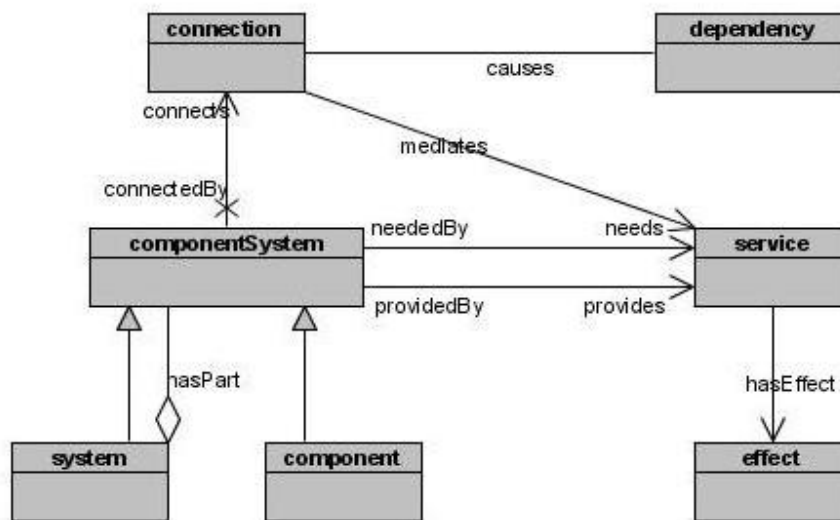 connection
dependency
causes
connects
mediates
connectedBy
componentSystem
neededBy
needs
service
providedBy
provides
hasPart
hasEffect
system
component
effect